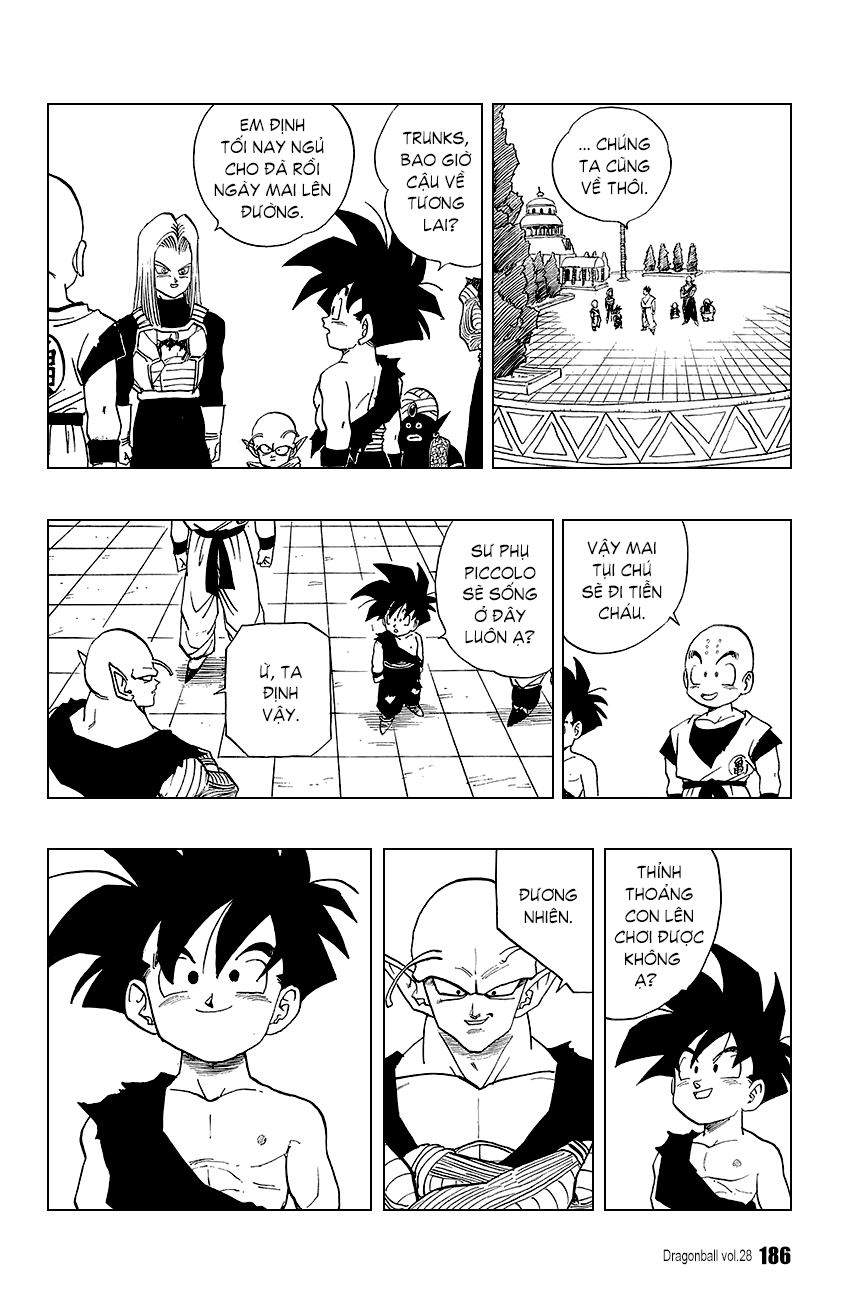 ... CHÚNG
TA CŨNG
VỀ THÔI.
TRUNKS,
BAO GIỜ
CẬU VỀ
TƯƠNG
LAI?
EM ĐỊNH
TỐI NAY NGỦ
CHO ĐÃ RỒI
NGÀY MAI LÊN
ĐƯỜNG.
VẬY MAI
TỤI CHÚ
SẼ ĐI TIỄN
CHÁU.
SƯ PHỤ
PICCOLO
SẼ SỐNG
Ở ĐÂY
LUÔN Ạ?
Ừ, TA
ĐỊNH
VẬY.
THỈNH
THOẢNG
CON LÊN
CHƠI ĐƯỢC
KHÔNG
Ạ?
ĐƯƠNG
NHIÊN.
Dragonball vol.28 186